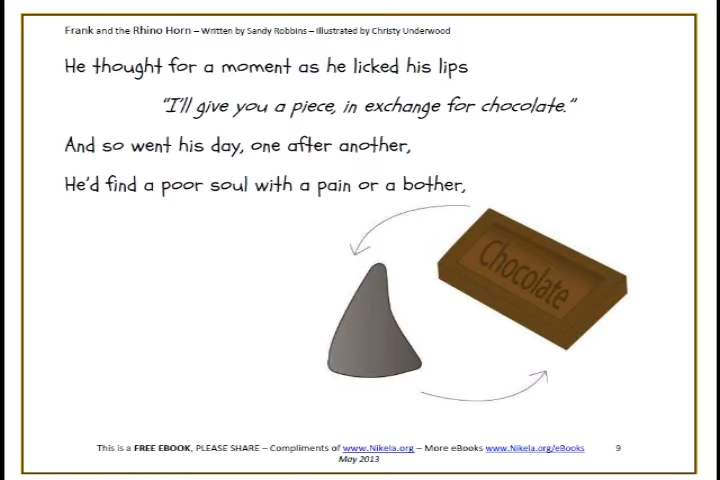 Frank and the Rhino Horn – Written by Sandy Robbins – Illustrated by Christy Underwood
He thought for a moment as he licked his lips
“I’ll give you a piece, in exchange for chocolate.”
And so went his day, one after another,
He’d find a poor soul with a pain or a bother,
Chocolate
This is a FREE EBOOK, PLEASE SHARE – Compliments of www.Nikela.org – More eBooks www.Nikela.org/eBooks 9
May 2013